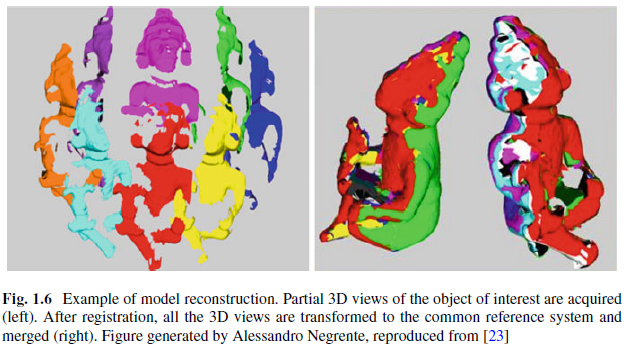 Fig. 1.6 Example of model reconstruction. Partial 3D views of the object of interest are acquired
(left). After registration, all the 3D views are transformed to the common reference system and
merged (right). Figure generated by Alessandro Negrente, reproduced from [23]